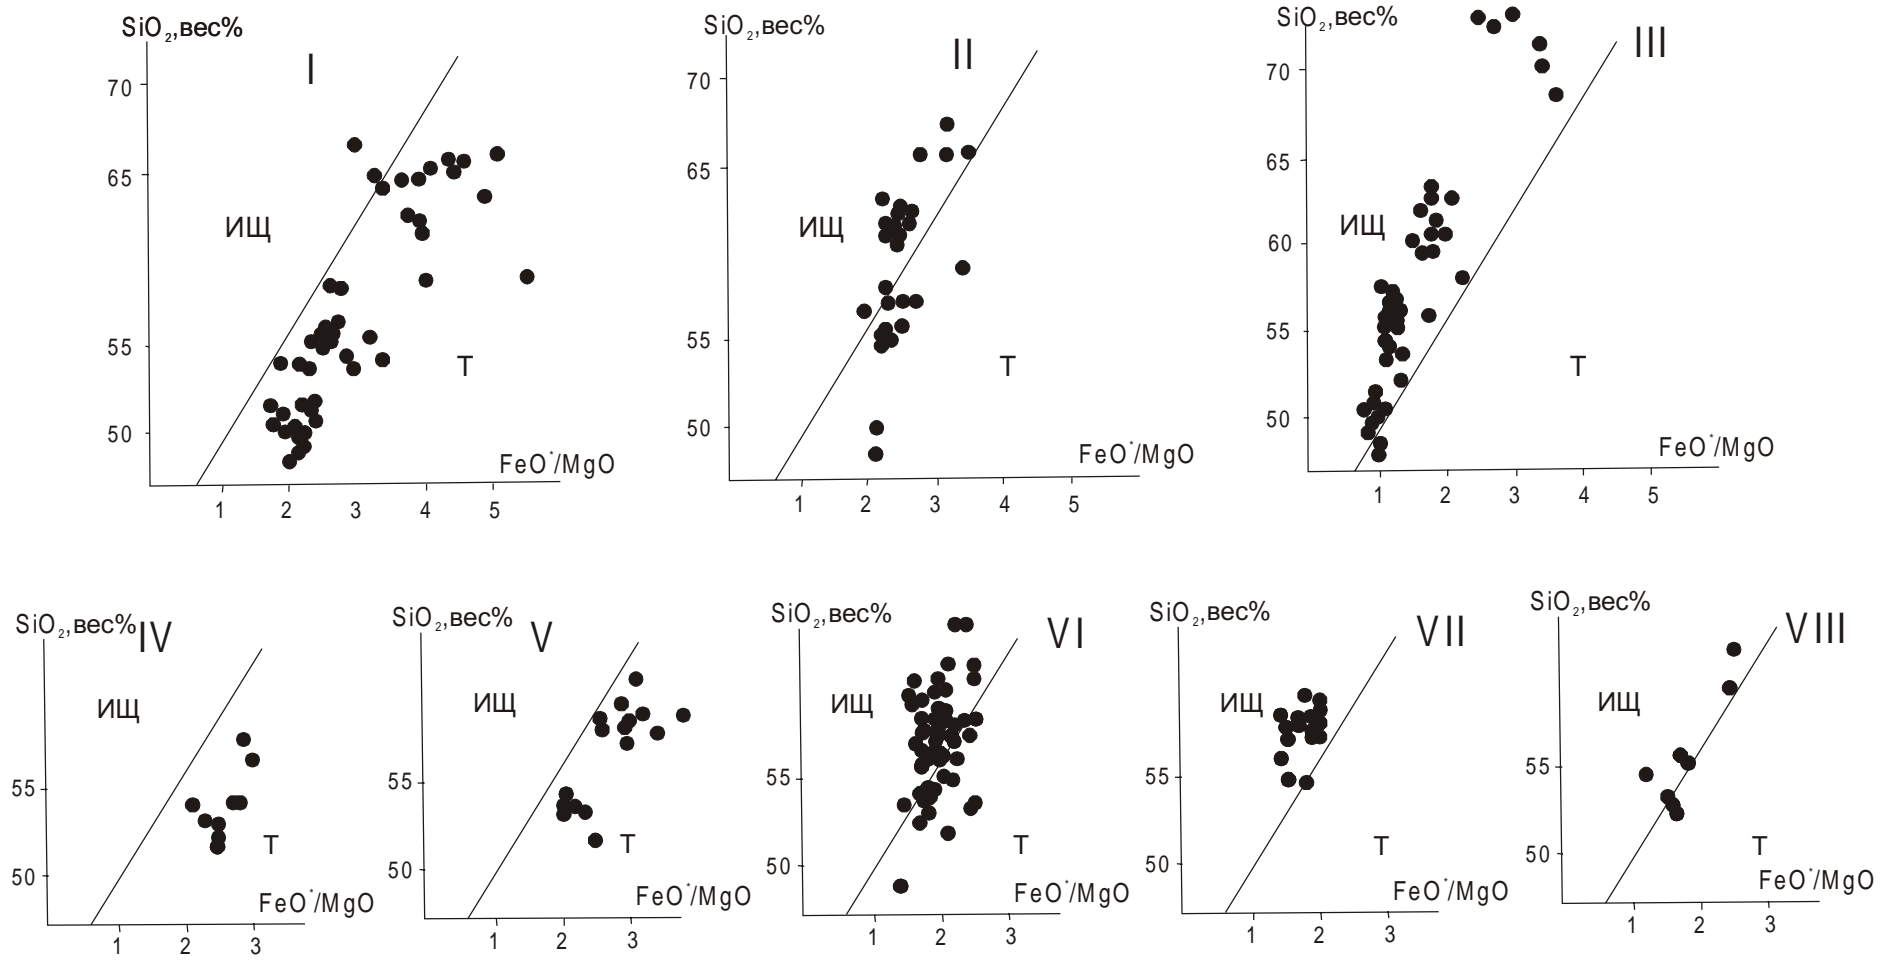 SiO₂,вес%
I
70
65
ИЩ
55
T
50
FeO*/MgO
1 2 3 4 5
SiO₂,вес%
II
70
65
ИЩ
55
T
50
FeO*/MgO
1 2 3 4 5
SiO₂,вес%
III
70
65
ИЩ
60
55
T
50
FeO*/MgO
1 2 3 4 5
SiO₂,вес%
IV
ИЩ
55
T
50
FeO*/MgO
1 2 3
SiO₂,вес%
V
ИЩ
55
T
50
FeO*/MgO
1 2 3
SiO₂,вес%
VI
ИЩ
55
T
50
FeO*/MgO
1 2 3
SiO₂,вес%
VII
ИЩ
55
T
50
FeO*/MgO
1 2 3
SiO₂,вес%
VIII
ИЩ
55
T
50
FeO*/MgO
1 2 3